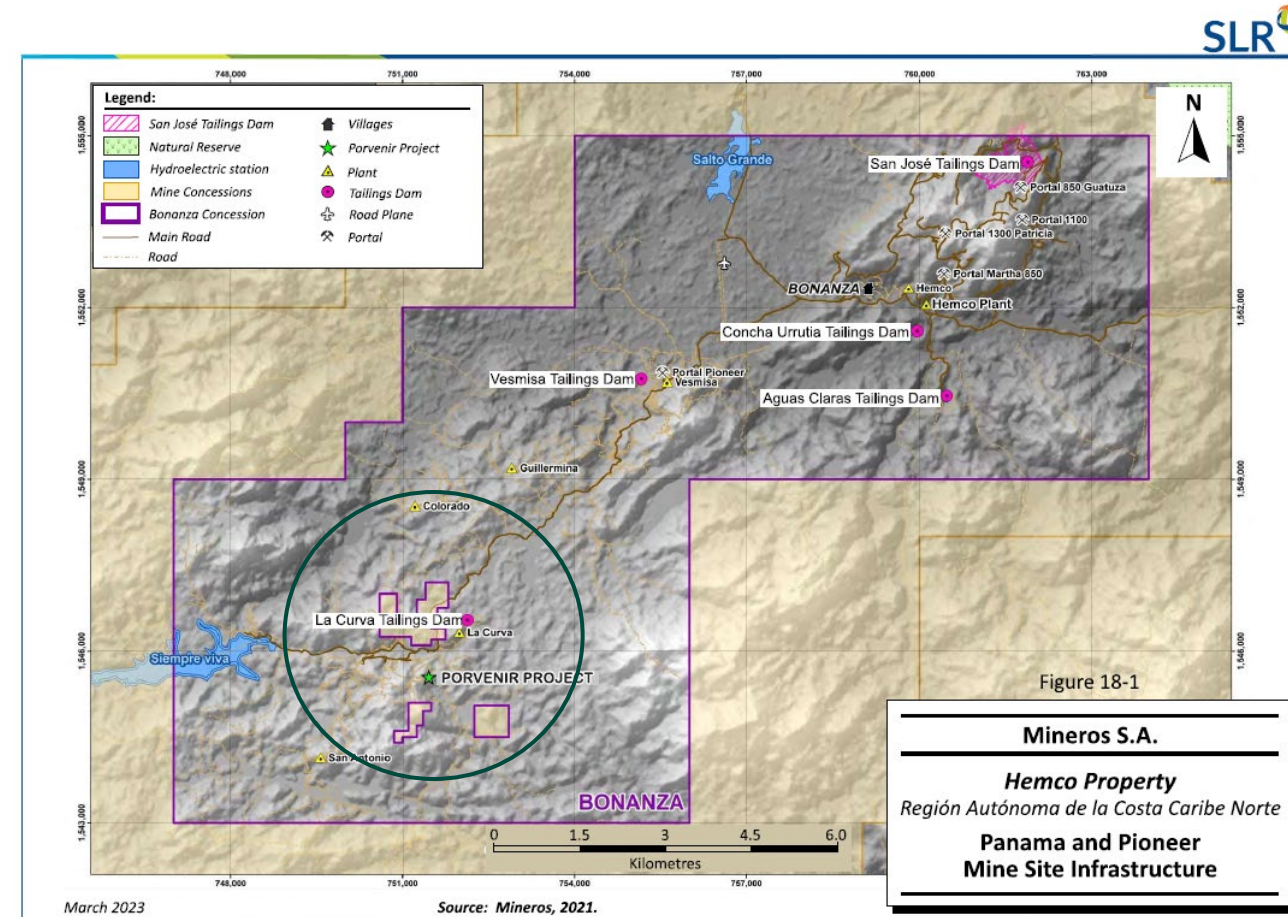 SLR
748,000 751,000 754,000 757,000 760,000 763,000
Legend:
San José Tailings Dam
Natural Reserve
Hydroelectric station
Mine Concessions
Bonanza Concession
Main Road
Road
Villages
Porvenir Project
Plant
Tailings Dam
Road Plane
Portal
N
1,555,000
1,555,000
Salto Grande
San José Tailings Dam
Portal 850 Guatuza
Portal 1100
Portal 1300 Patricia
Portal Martha 850
BONANZA
Hemco
Hemco Plant
1,552,000
1,552,000
Concha Urrutia Tailings Dam
Portal Pioneer
Vesmisa Tailings Dam
Vesmisa
Aguas Claras Tailings Dam
Guillermina
1,549,000
1,549,000
Colorado
La Curva Tailings Dam
La Curva
1,546,000
1,546,000
Siempre viva
PORVENIR PROJECT
San Antonio
BONANZA
1,543,000
0 1.5 3 4.5 6.0
Kilometres
748,000 751,000 754,000 757,000
Figure 18-1
Mineros S.A.
Hemco Property
Región Autónoma de la Costa Caribe Norte
Panama and Pioneer
Mine Site Infrastructure
March 2023
Source: Mineros, 2021.